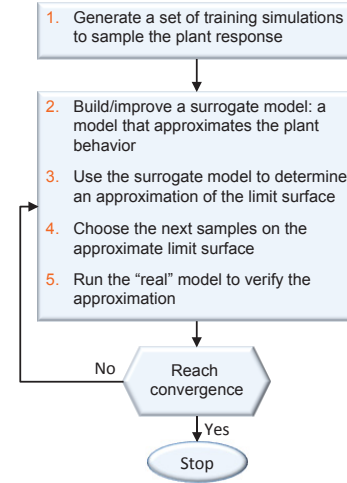 1. Generate a set of training simulations
to sample the plant response
2. Build/improve a surrogate model: a
model that approximates the plant
behavior
3. Use the surrogate model to determine
an approximation of the limit surface
4. Choose the next samples on the
approximate limit surface
5. Run the “real” model to verify the
approximation
No
Reach
convergence
Yes
Stop